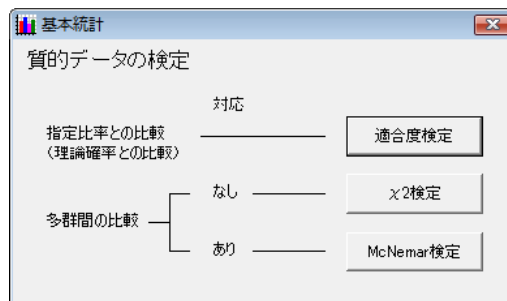 基本統計
質的データの検定
対応
指定比率との比較
(理論確率との比較)
適合度検定
多群間の比較
なし
χ2検定
あり
McNemar検定